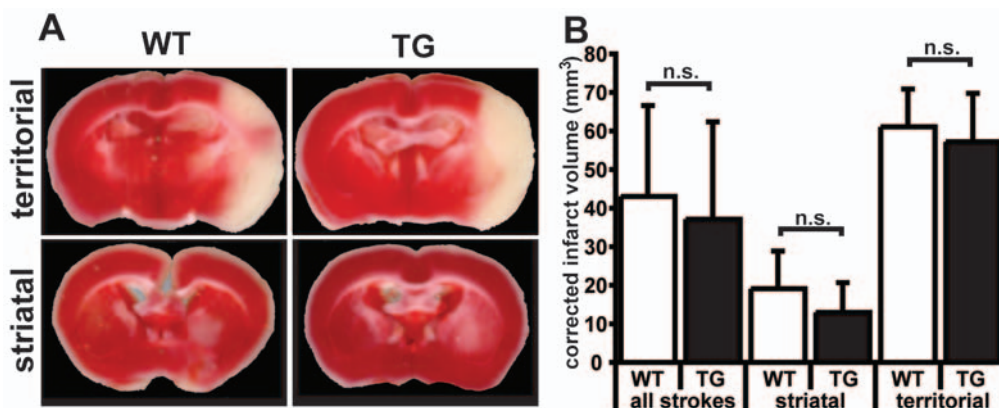 A
WT
TG
territorial
striatal
B
corrected infarct volume (mm³)
80
70
60
50
40
30
20
10
0
n.s.
n.s.
n.s.
WT
TG
WT
TG
WT
TG
all strokes
striatal
territorial